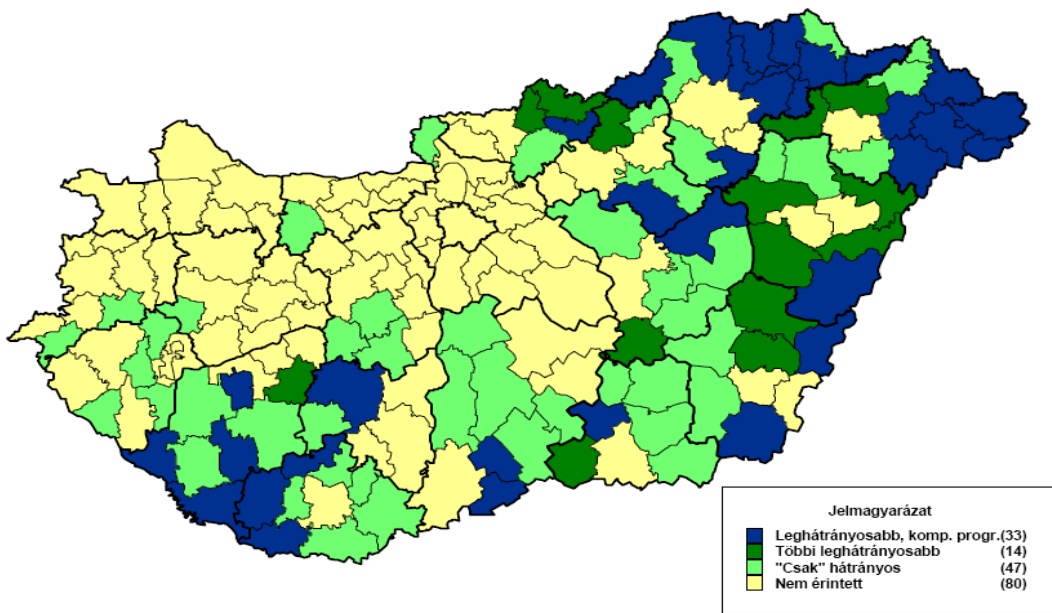 Jelmagyarázat
Leghátrányosabb, komp. progr.(33)
Többi leghátrányosabb (14)
"Csak" hátrányos (47)
Nem érintett (80)